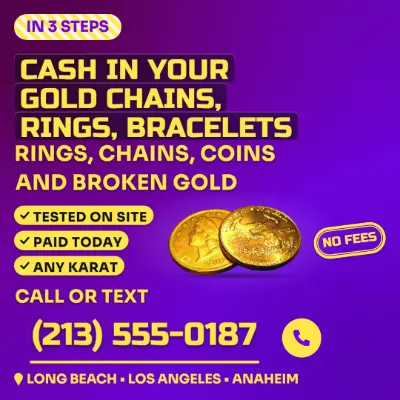 IN 3 STEPS
CASH IN YOUR
GOLD CHAINS,
RINGS, BRACELETS
RINGS, CHAINS, COINS
AND BROKEN GOLD
✓ TESTED ON SITE
✓ PAID TODAY
✓ ANY KARAT
NO FEES
CALL OR TEXT
(213) 555-0187
LONG BEACH • LOS ANGELES • ANAHEIM